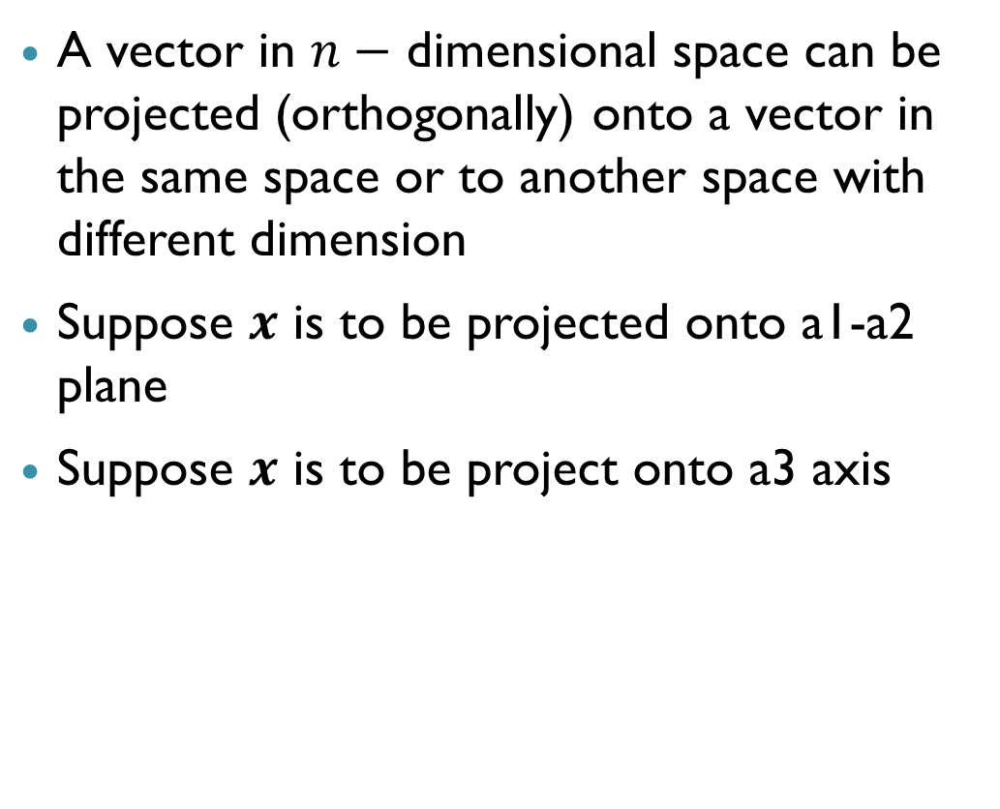 • A vector in 𝑛 − dimensional space can be
projected (orthogonally) onto a vector in
the same space or to another space with
different dimension
• Suppose 𝒙 is to be projected onto a1-a2
plane
• Suppose 𝒙 is to be project onto a3 axis